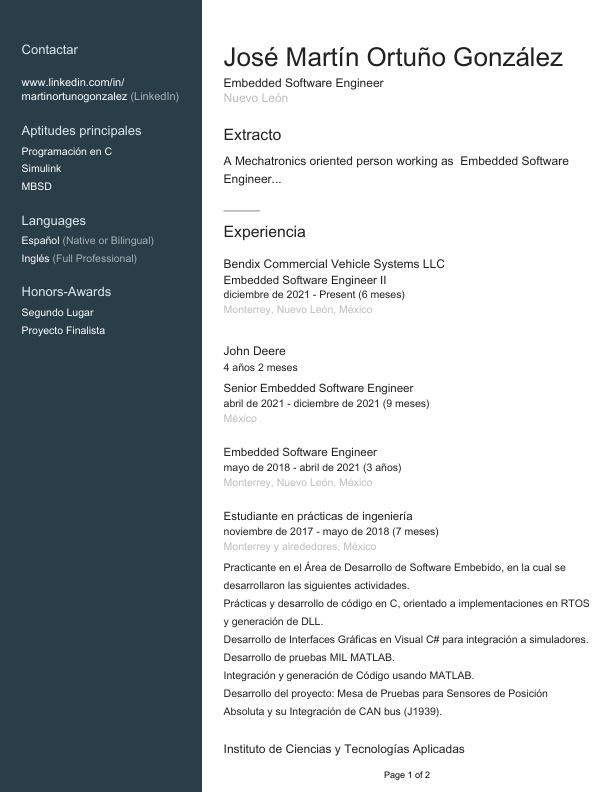 Contactar
www.linkedin.com/in/
martinortunogonzalez (LinkedIn)
Aptitudes principales
Programación en C
Simulink
MBSD
Languages
Español (Native or Bilingual)
Inglés (Full Professional)
Honors-Awards
Segundo Lugar
Proyecto Finalista
José Martín Ortuño González
Embedded Software Engineer
Nuevo León
Extracto
A Mechatronics oriented person working as  Embedded Software
Engineer...
Experiencia
Bendix Commercial Vehicle Systems LLC
Embedded Software Engineer II
diciembre de 2021 - Present (6 meses)
Monterrey, Nuevo León, México
John Deere
4 años 2 meses
Senior Embedded Software Engineer
abril de 2021 - diciembre de 2021 (9 meses)
México
Embedded Software Engineer
mayo de 2018 - abril de 2021 (3 años)
Monterrey, Nuevo León, México
Estudiante en prácticas de ingeniería
noviembre de 2017 - mayo de 2018 (7 meses)
Monterrey y alrededores, México
Practicante en el Área de Desarrollo de Software Embebido, en la cual se
desarrollaron las siguientes actividades.
Prácticas y desarrollo de código en C, orientado a implementaciones en RTOS
y generación de DLL.
Desarrollo de Interfaces Gráficas en Visual C# para integración a simuladores.
Desarrollo de pruebas MIL MATLAB.
Integración y generación de Código usando MATLAB.
Desarrollo del proyecto: Mesa de Pruebas para Sensores de Posición
Absoluta y su Integración de CAN bus (J1939).
Instituto de Ciencias y Tecnologías Aplicadas
Page 1 of 2